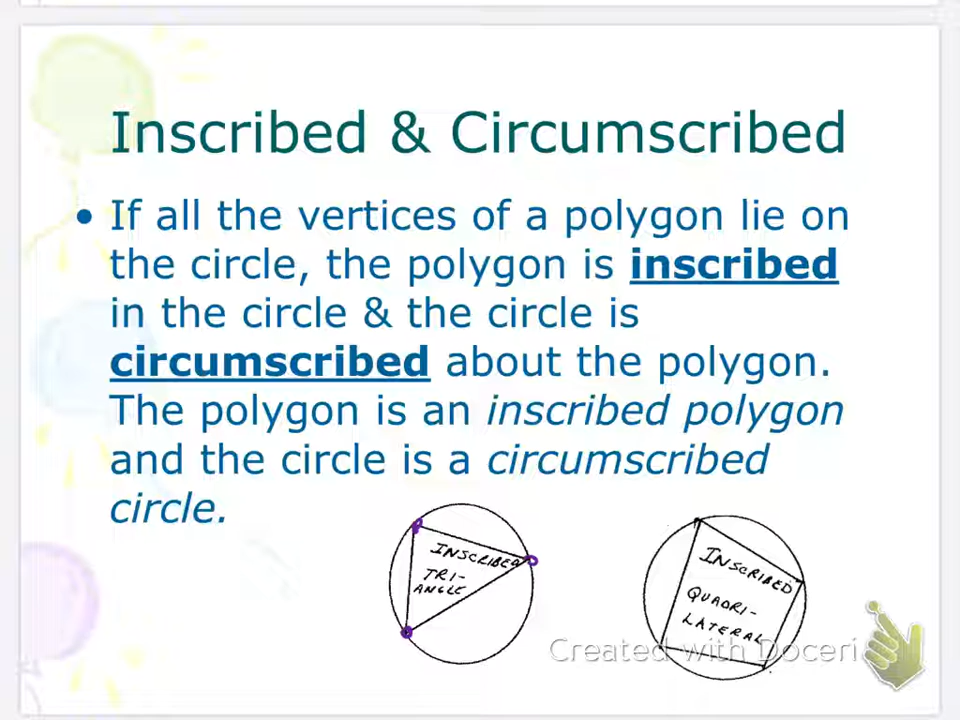 Inscribed & Circumscribed
• If all the vertices of a polygon lie on
the circle, the polygon is inscribed
in the circle & the circle is
circumscribed about the polygon.
The polygon is an inscribed polygon
and the circle is a circumscribed
circle.
INSCRIBED
TRI-
ANGLE
INSCRIBED
QUADRI-
LATERAL
Created with Doceri